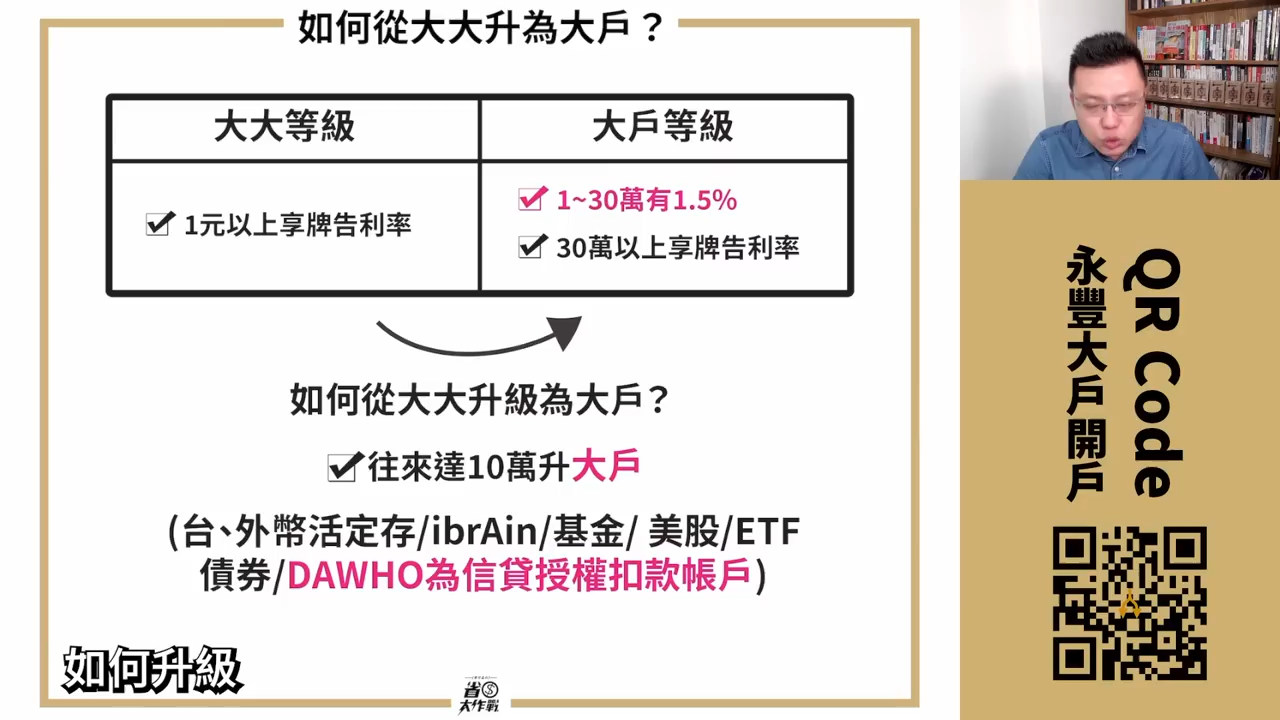 如何從大大升為大戶？
大大等級
大戶等級
1元以上享牌告利率
1~30萬有1.5%
30萬以上享牌告利率
如何從大大升級為大戶？
往來達10萬升大戶
(台、外幣活定存/ibrAin/基金/ 美股/ETF
債券/DAWHO為信貸授權扣款帳戶)
如何升級
省大作戰
QR Code
永豐大戶開戶